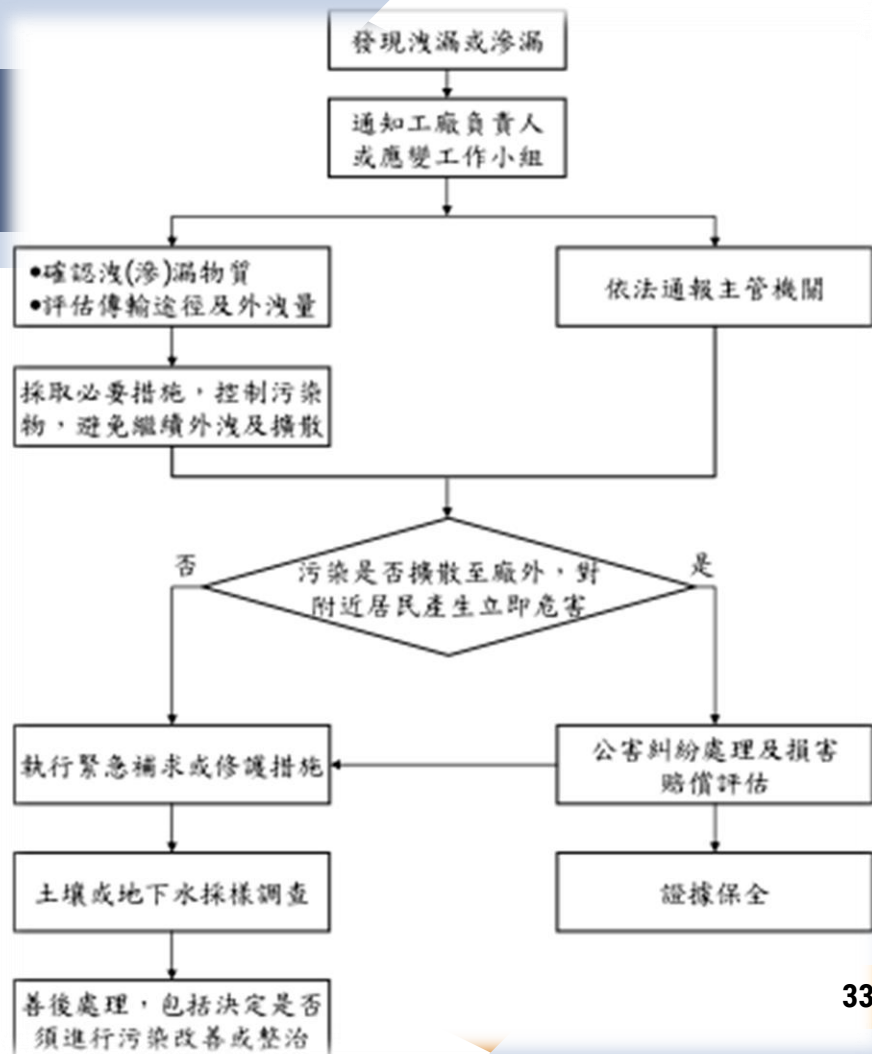 發現洩漏或滲漏
通知工廠負責人
或應變工作小組
•確認洩(滲)漏物質
•評估傳輸途徑及外洩量
依法通報主管機關
採取必要措施，控制污染
物，避免繼續外洩及擴散
否
污染是否擴散至廠外，對
附近居民產生立即危害
是
執行緊急補求或修護措施
公害糾紛處理及損害
賠償評估
土壤或地下水採樣調查
證據保全
善後處理，包括決定是否
須進行污染改善或整治
33